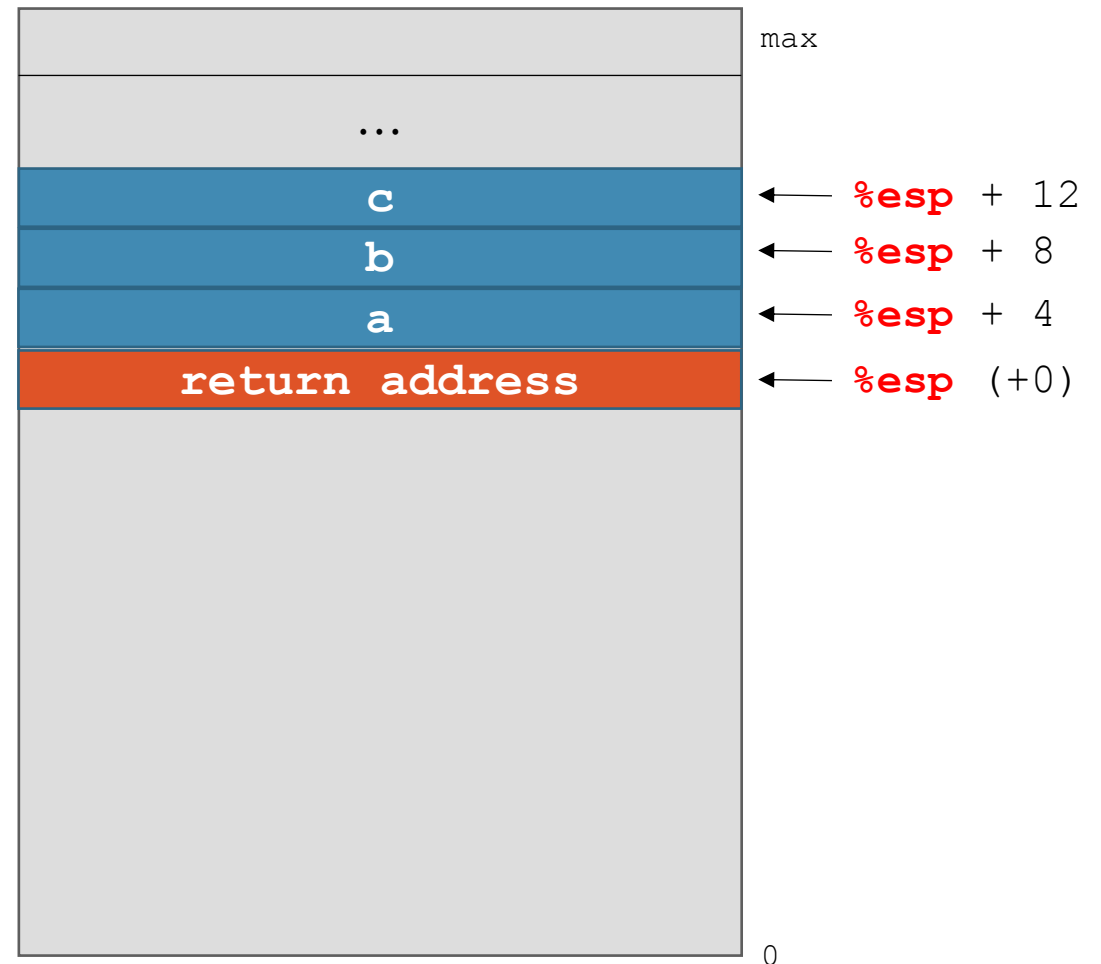 max
...
c %esp + 12
b %esp + 8
a %esp + 4
return address %esp (+0)
0